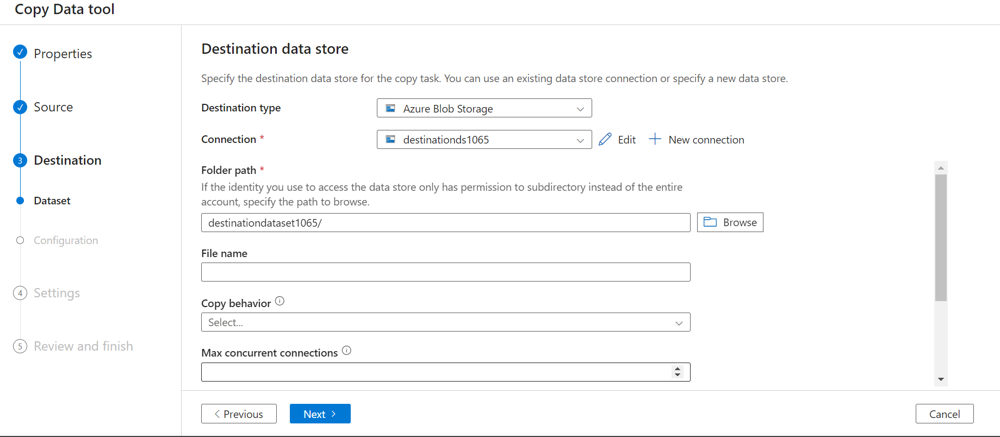 Copy Data tool
Properties
Source
3 Destination
Dataset
Configuration
4 Settings
5 Review and finish
Destination data store
Specify the destination data store for the copy task. You can use an existing data store connection or specify a new data store.
Destination type
Azure Blob Storage
Connection *
destinationds1065
Edit
New connection
Folder path *
If the identity you use to access the data store only has permission to subdirectory instead of the entire
account, specify the path to browse.
destinationdataset1065/
Browse
File name
Copy behavior
Select...
Max concurrent connections
Previous
Next
Cancel